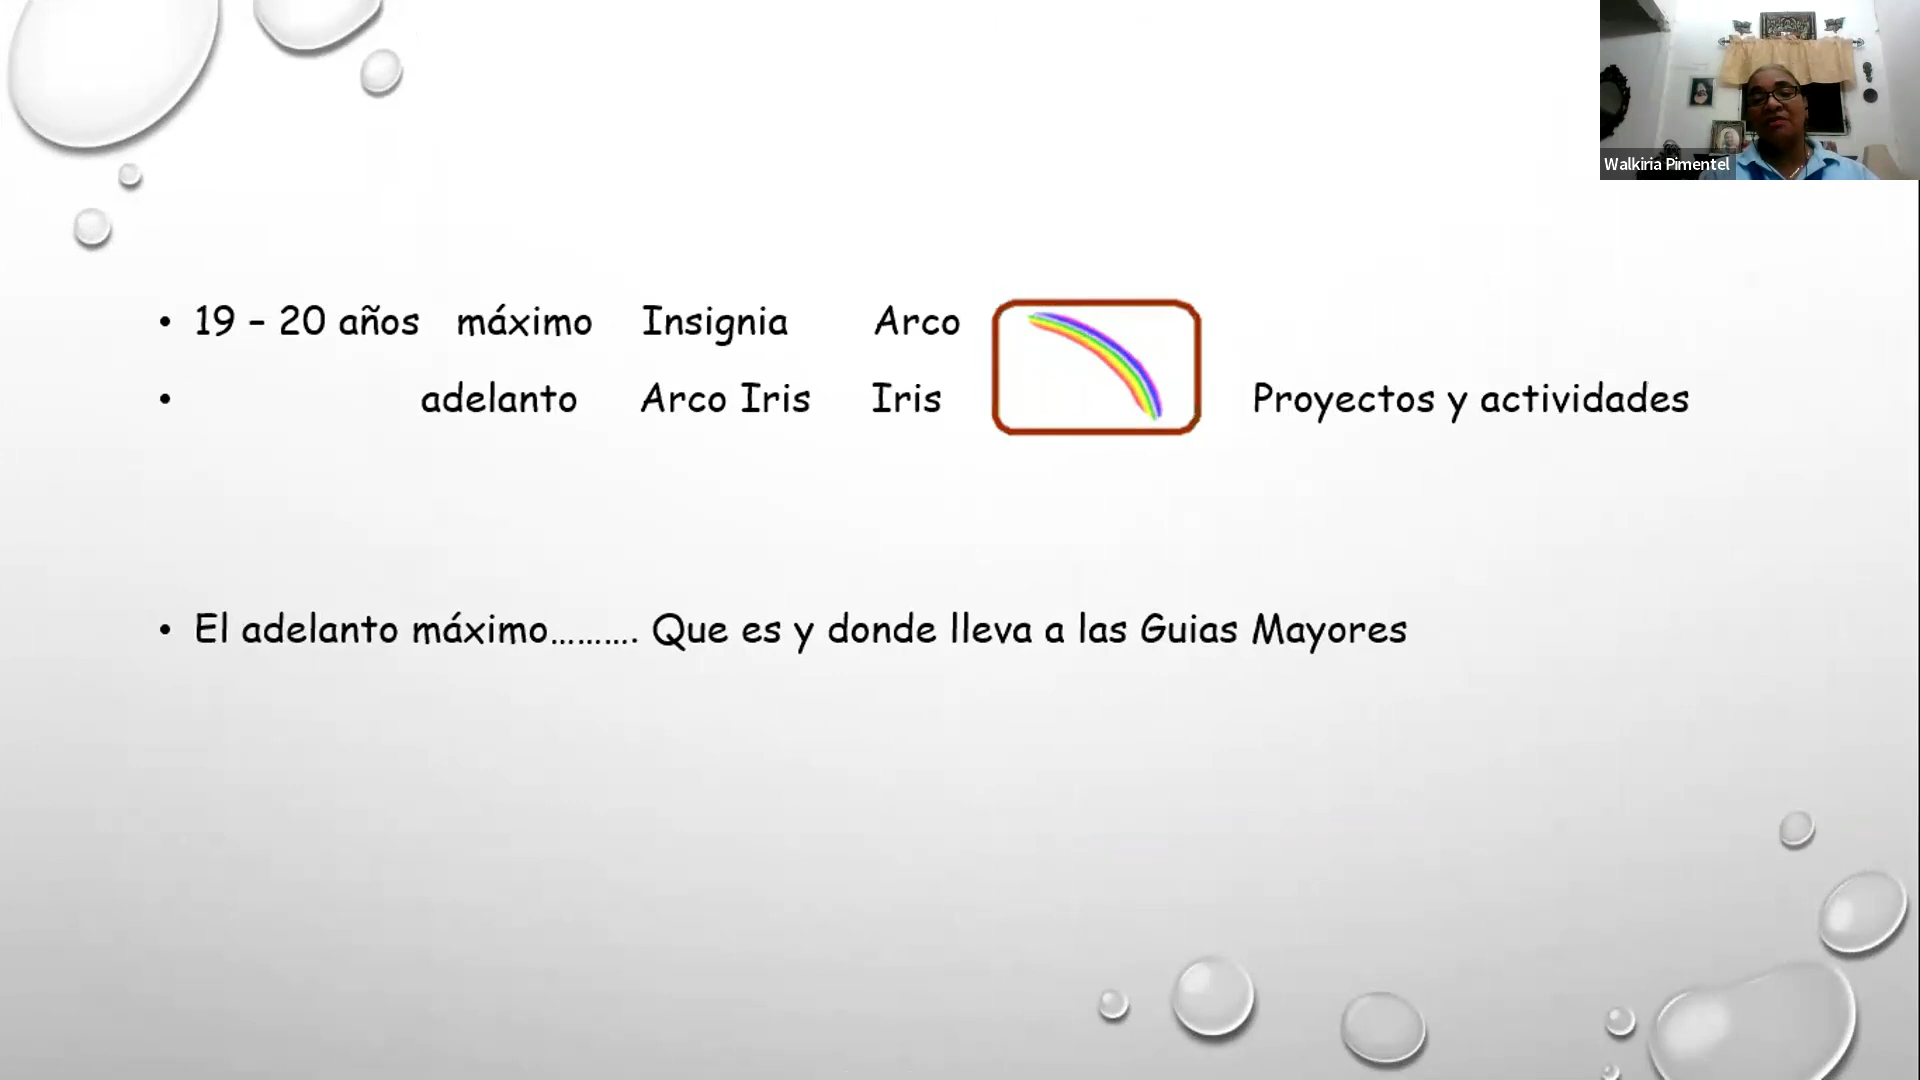 Walkiria Pimentel
• 19 – 20 años máximo Insignia Arco
• adelanto Arco Iris Iris Proyectos y actividades
• El adelanto máximo………. Que es y donde lleva a las Guias Mayores